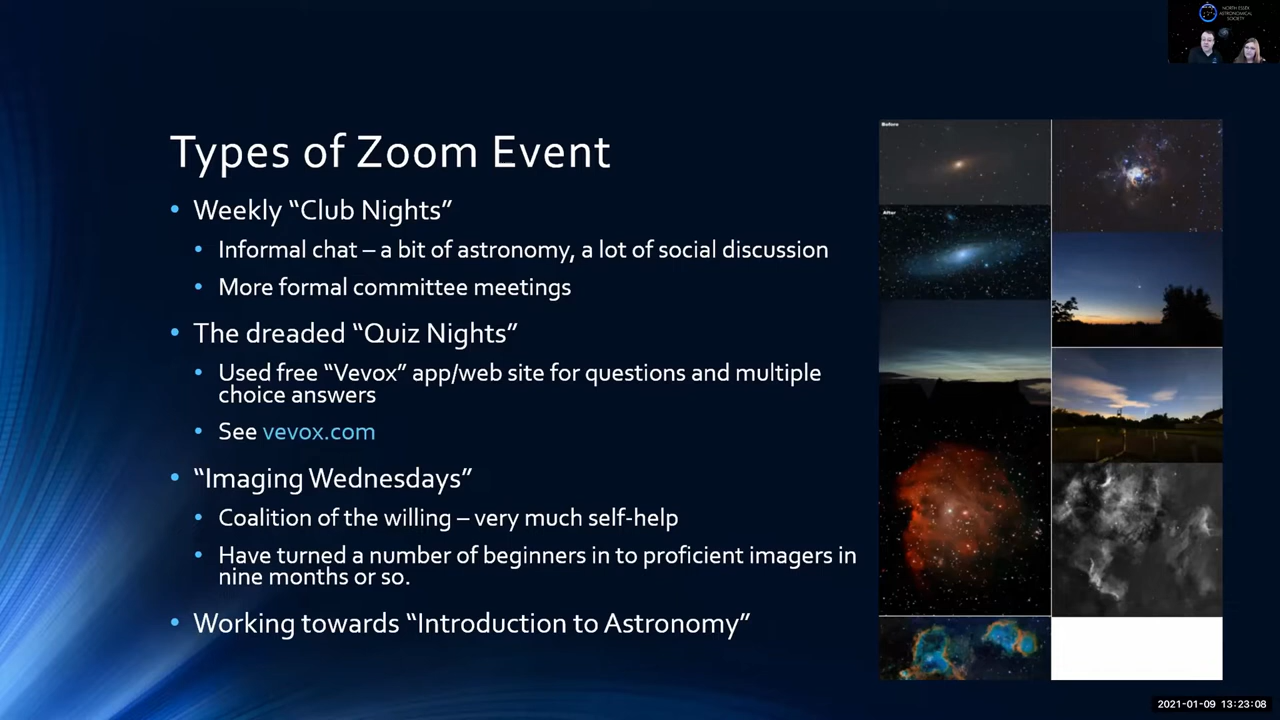 NORTH ESSEX
ASTRONOMICAL
SOCIETY
Types of Zoom Event
• Weekly “Club Nights”
• Informal chat – a bit of astronomy, a lot of social discussion
• More formal committee meetings
• The dreaded “Quiz Nights”
• Used free “Vevox” app/web site for questions and multiple
choice answers
• See vevox.com
• “Imaging Wednesdays”
• Coalition of the willing – very much self-help
• Have turned a number of beginners in to proficient imagers in
nine months or so.
• Working towards “Introduction to Astronomy”
Before
After
2021-01-09 13:23:08